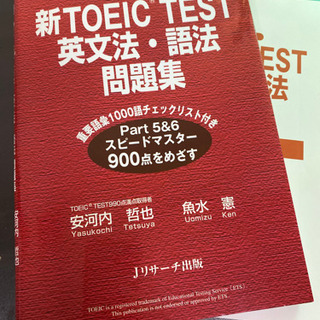 新TOEIC® TEST
英文法・語法
問題集
重要語彙1000語チェックリスト付き
Part 5&6
スピードマスター
900点をめざす
TOEIC® TEST990点満点取得者
安河内 哲也 魚水 憲
Yasukochi Tetsuya Uomizu Ken
Jリサーチ出版
TOEIC is a registered trademark of Educational Testing Service (ETS).
This publication is not endorsed or approved by ETS.
TEST
法